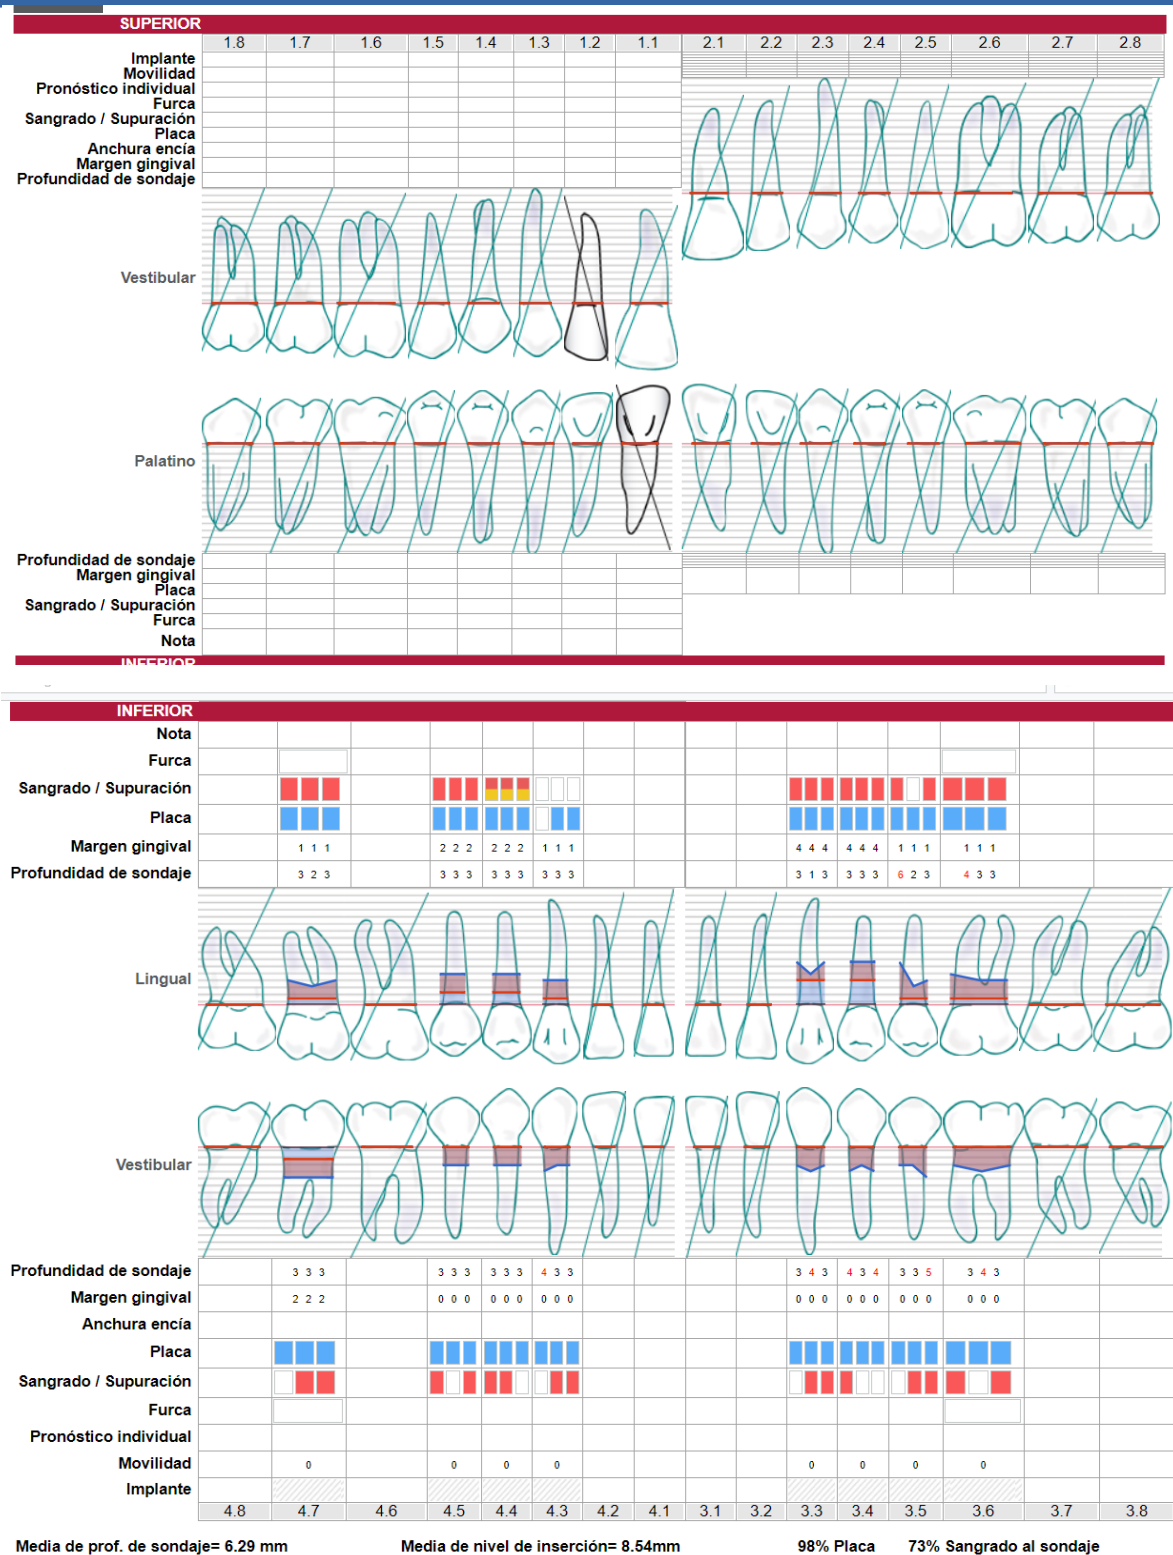 SUPERIOR
1.8 1.7 1.6 1.5 1.4 1.3 1.2 1.1 2.1 2.2 2.3 2.4 2.5 2.6 2.7 2.8
Implante
Movilidad
Pronóstico individual
Furca
Sangrado / Supuración
Placa
Anchura encía
Margen gingival
Profundidad de sondaje
Vestibular
Palatino
Profundidad de sondaje
Margen gingival
Placa
Sangrado / Supuración
Furca
Nota
INFERIOR
INFERIOR
Nota
Furca
Sangrado / Supuración
Placa
Margen gingival 1 1 1 2 2 2 2 2 2 1 1 1 4 4 4 4 4 4 1 1 1 1 1 1
Profundidad de sondaje 3 2 3 3 3 3 3 3 3 3 3 3 3 1 3 3 3 3 6 2 3 4 3 3
Lingual
Vestibular
Profundidad de sondaje 3 3 3 3 3 3 3 3 3 4 3 3 3 4 3 4 3 4 3 3 5 3 4 3
Margen gingival 2 2 2 0 0 0 0 0 0 0 0 0 0 0 0 0 0 0 0 0 0 0 0 0
Anchura encía
Placa
Sangrado / Supuración
Furca
Pronóstico individual
Movilidad 0 0 0 0 0 0 0 0
Implante
4.8 4.7 4.6 4.5 4.4 4.3 4.2 4.1 3.1 3.2 3.3 3.4 3.5 3.6 3.7 3.8
Media de prof. de sondaje= 6.29 mm Media de nivel de inserción= 8.54mm 98% Placa 73% Sangrado al sondaje